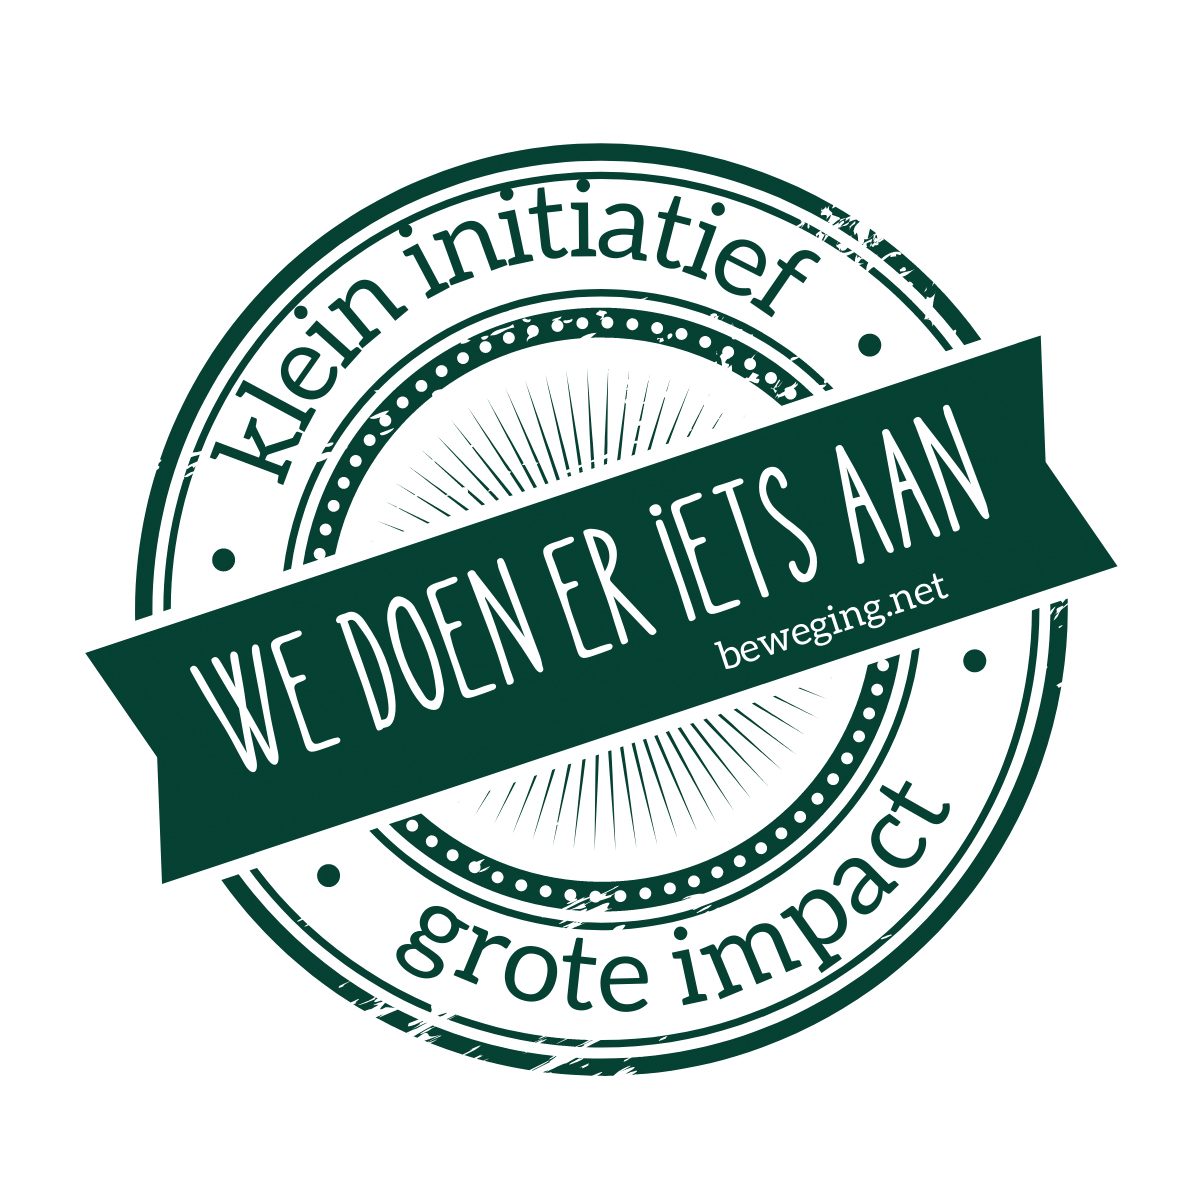 klein initiatief
WE DOEN ER iETS AAN
beweging.net
grote impact